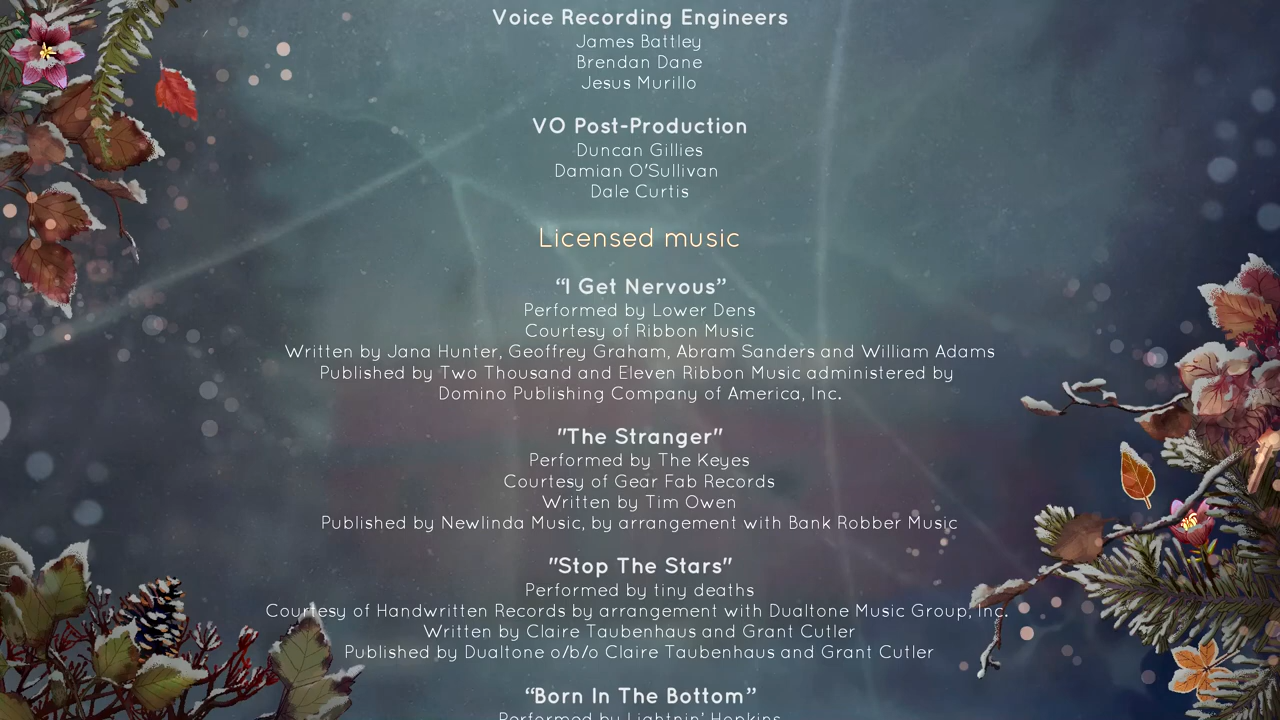 Voice Recording Engineers
James Battley
Brendan Dane
Jesus Murillo
VO Post-Production
Duncan Gillies
Damian O'Sullivan
Dale Curtis
Licensed music
“I Get Nervous”
Performed by Lower Dens
Courtesy of Ribbon Music
Written by Jana Hunter, Geoffrey Graham, Abram Sanders and William Adams
Published by Two Thousand and Eleven Ribbon Music administered by
Domino Publishing Company of America, Inc.
"The Stranger"
Performed by The Keyes
Courtesy of Gear Fab Records
Written by Tim Owen
Published by Newlinda Music, by arrangement with Bank Robber Music
"Stop The Stars"
Performed by tiny deaths
Courtesy of Handwritten Records by arrangement with Dualtone Music Group, Inc.
Written by Claire Taubenhaus and Grant Cutler
Published by Dualtone o/b/o Claire Taubenhaus and Grant Cutler
“Born In The Bottom”
Performed by Lightnin’ Hopkins